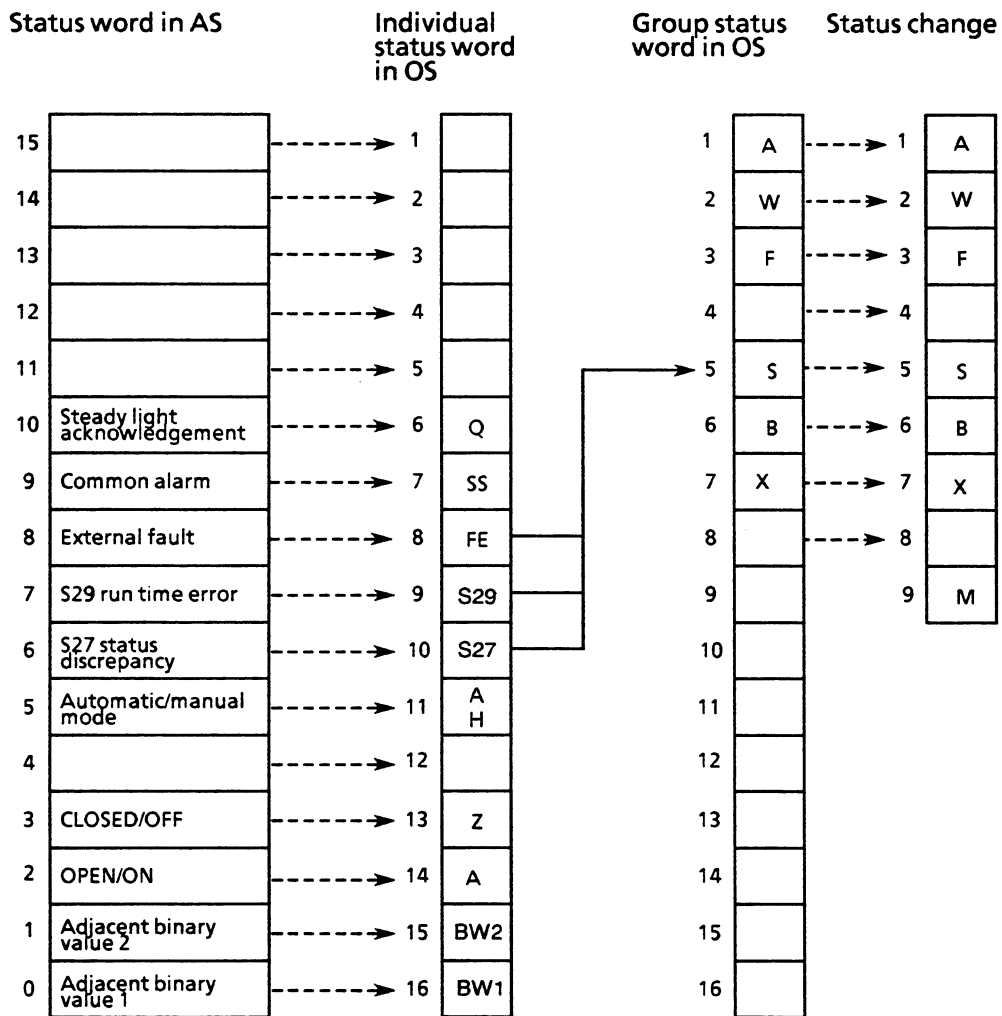 Status word in AS
Individual
status word
in OS
Group status
word in OS
Status change
15 1 1 A 1 A
14 2 2 W 2 W
13 3 3 F 3 F
12 4 4 4
11 5 5 S 5 S
10 Steady light
acknowledgement 6 Q 6 B 6 B
9 Common alarm 7 SS 7 X 7 X
8 External fault 8 FE 8 8
7 S29 run time error 9 S29 9 9 M
6 S27 status
discrepancy 10 S27 10
5 Automatic/manual
mode 11 A
H 11
4 12 12
3 CLOSED/OFF 13 Z 13
2 OPEN/ON 14 A 14
1 Adjacent binary
value 2 15 BW2 15
0 Adjacent binary
value 1 16 BW1 16